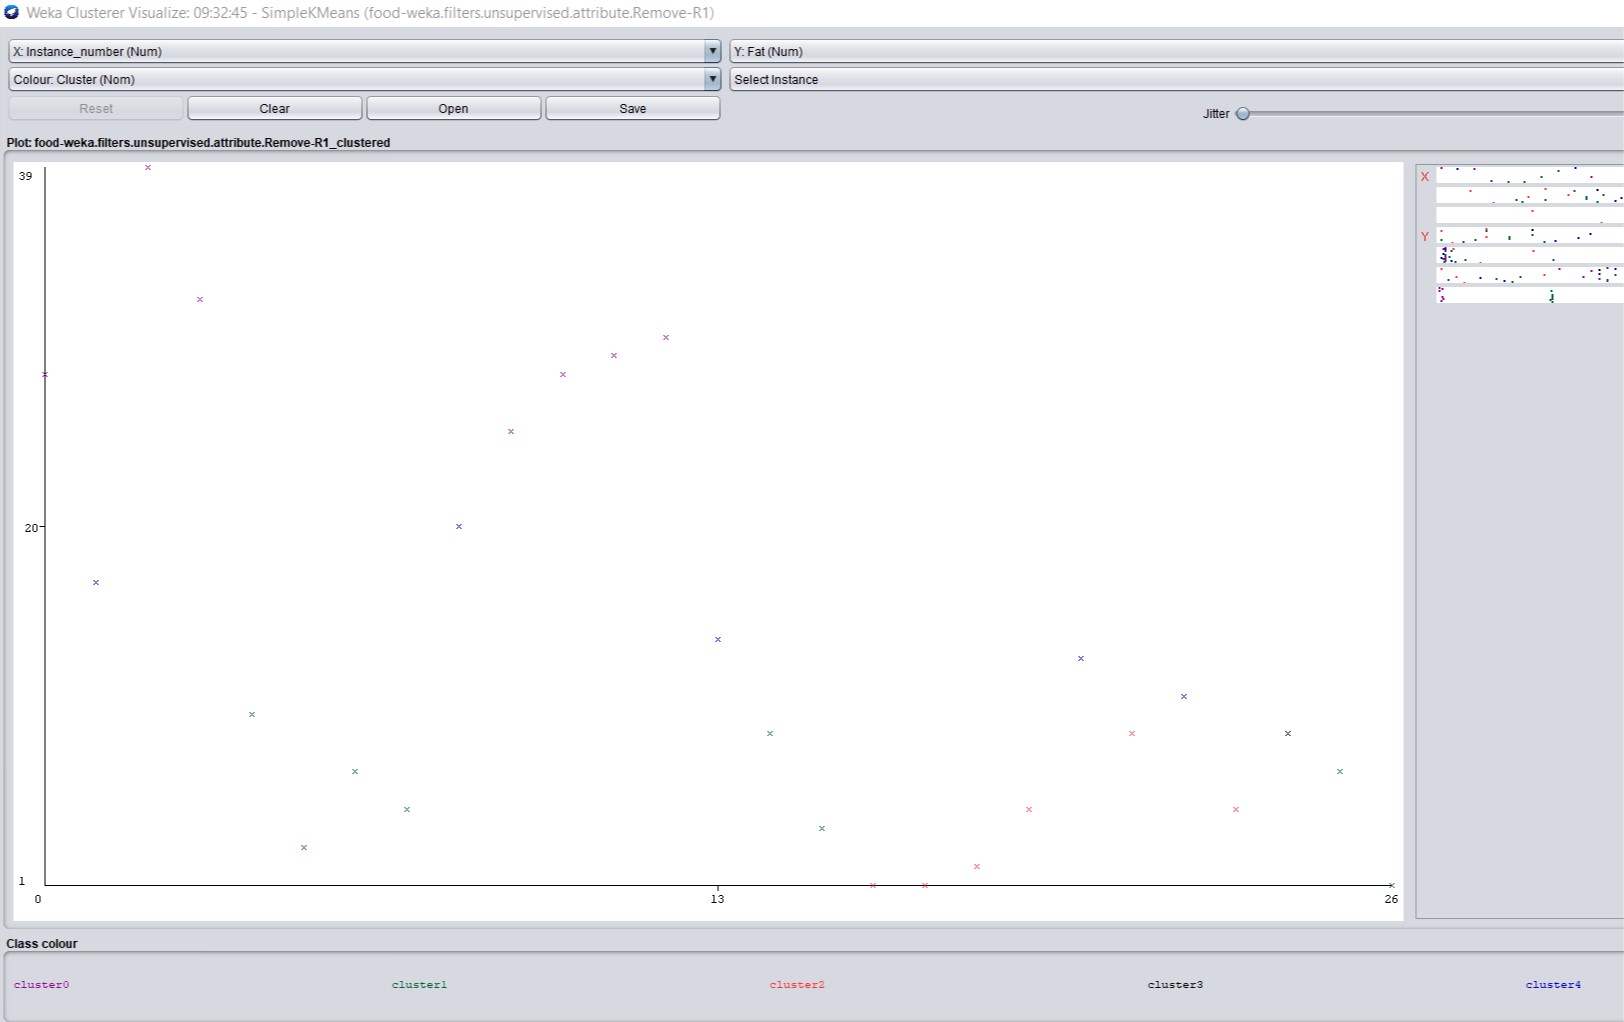 Weka Clusterer Visualize: 09:32:45 - SimpleKMeans (food-weka.filters.unsupervised.attribute.Remove-R1)
X: Instance_number (Num) Y: Fat (Num)
Colour: Cluster (Nom) Select Instance
Reset Clear Open Save Jitter
Plot: food-weka.filters.unsupervised.attribute.Remove-R1_clustered
39
X
Y
20
1
0 13 26
Class colour
cluster0 cluster1 cluster2 cluster3 cluster4